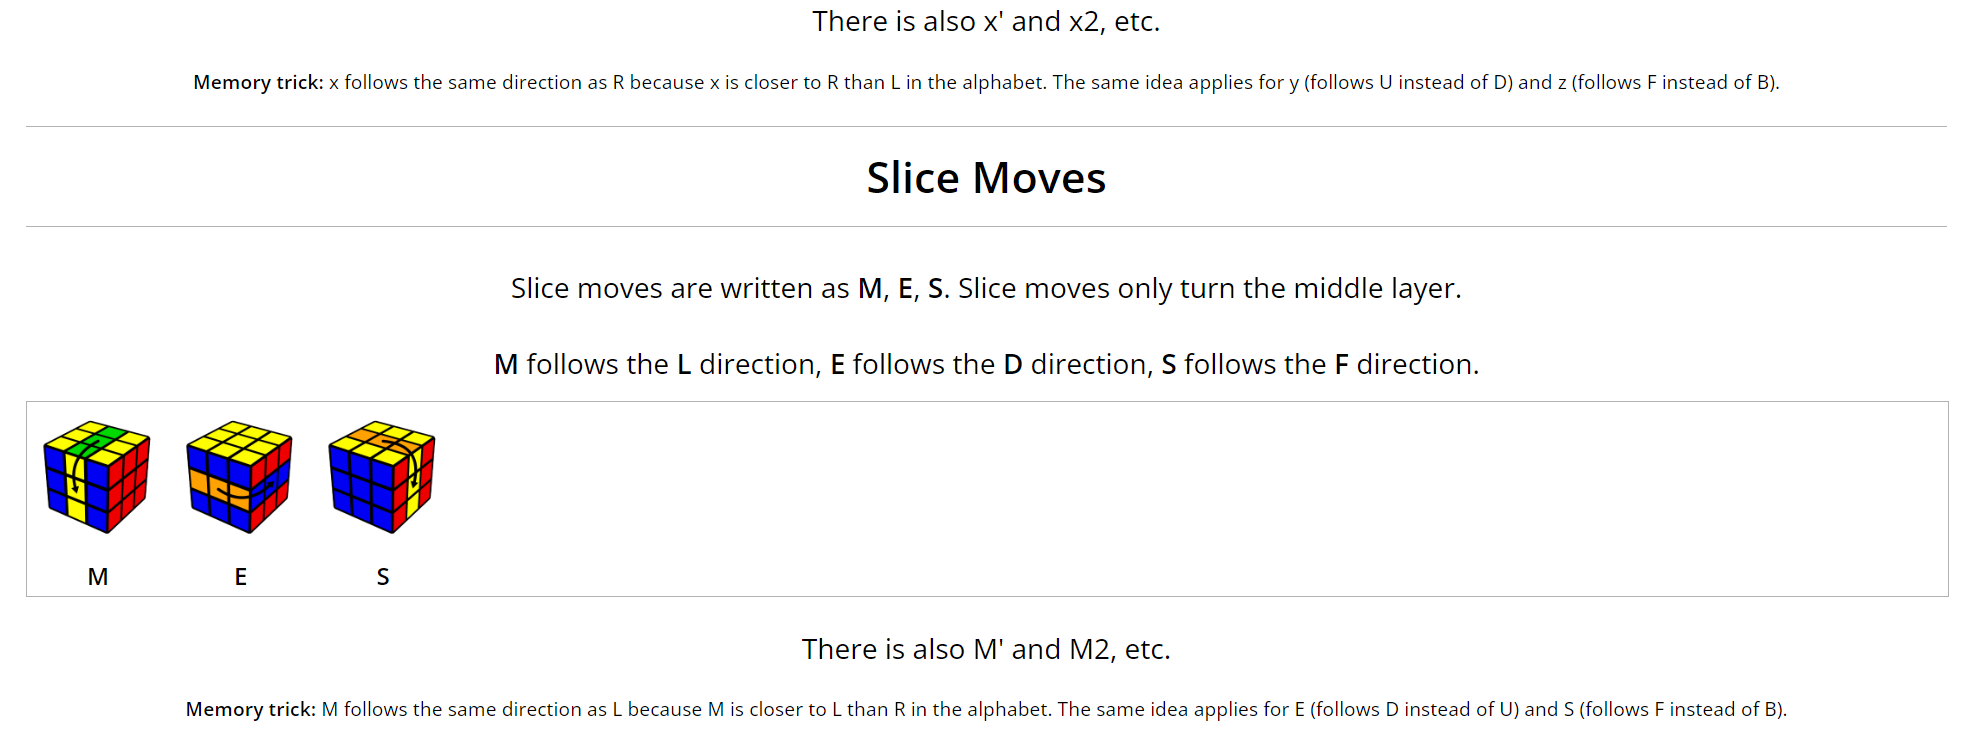 There is also x' and x2, etc.
Memory trick: x follows the same direction as R because x is closer to R than L in the alphabet. The same idea applies for y (follows U instead of D) and z (follows F instead of B).
Slice Moves
Slice moves are written as M, E, S. Slice moves only turn the middle layer.
M follows the L direction, E follows the D direction, S follows the F direction.
M E S
There is also M' and M2, etc.
Memory trick: M follows the same direction as L because M is closer to L than R in the alphabet. The same idea applies for E (follows D instead of U) and S (follows F instead of B).